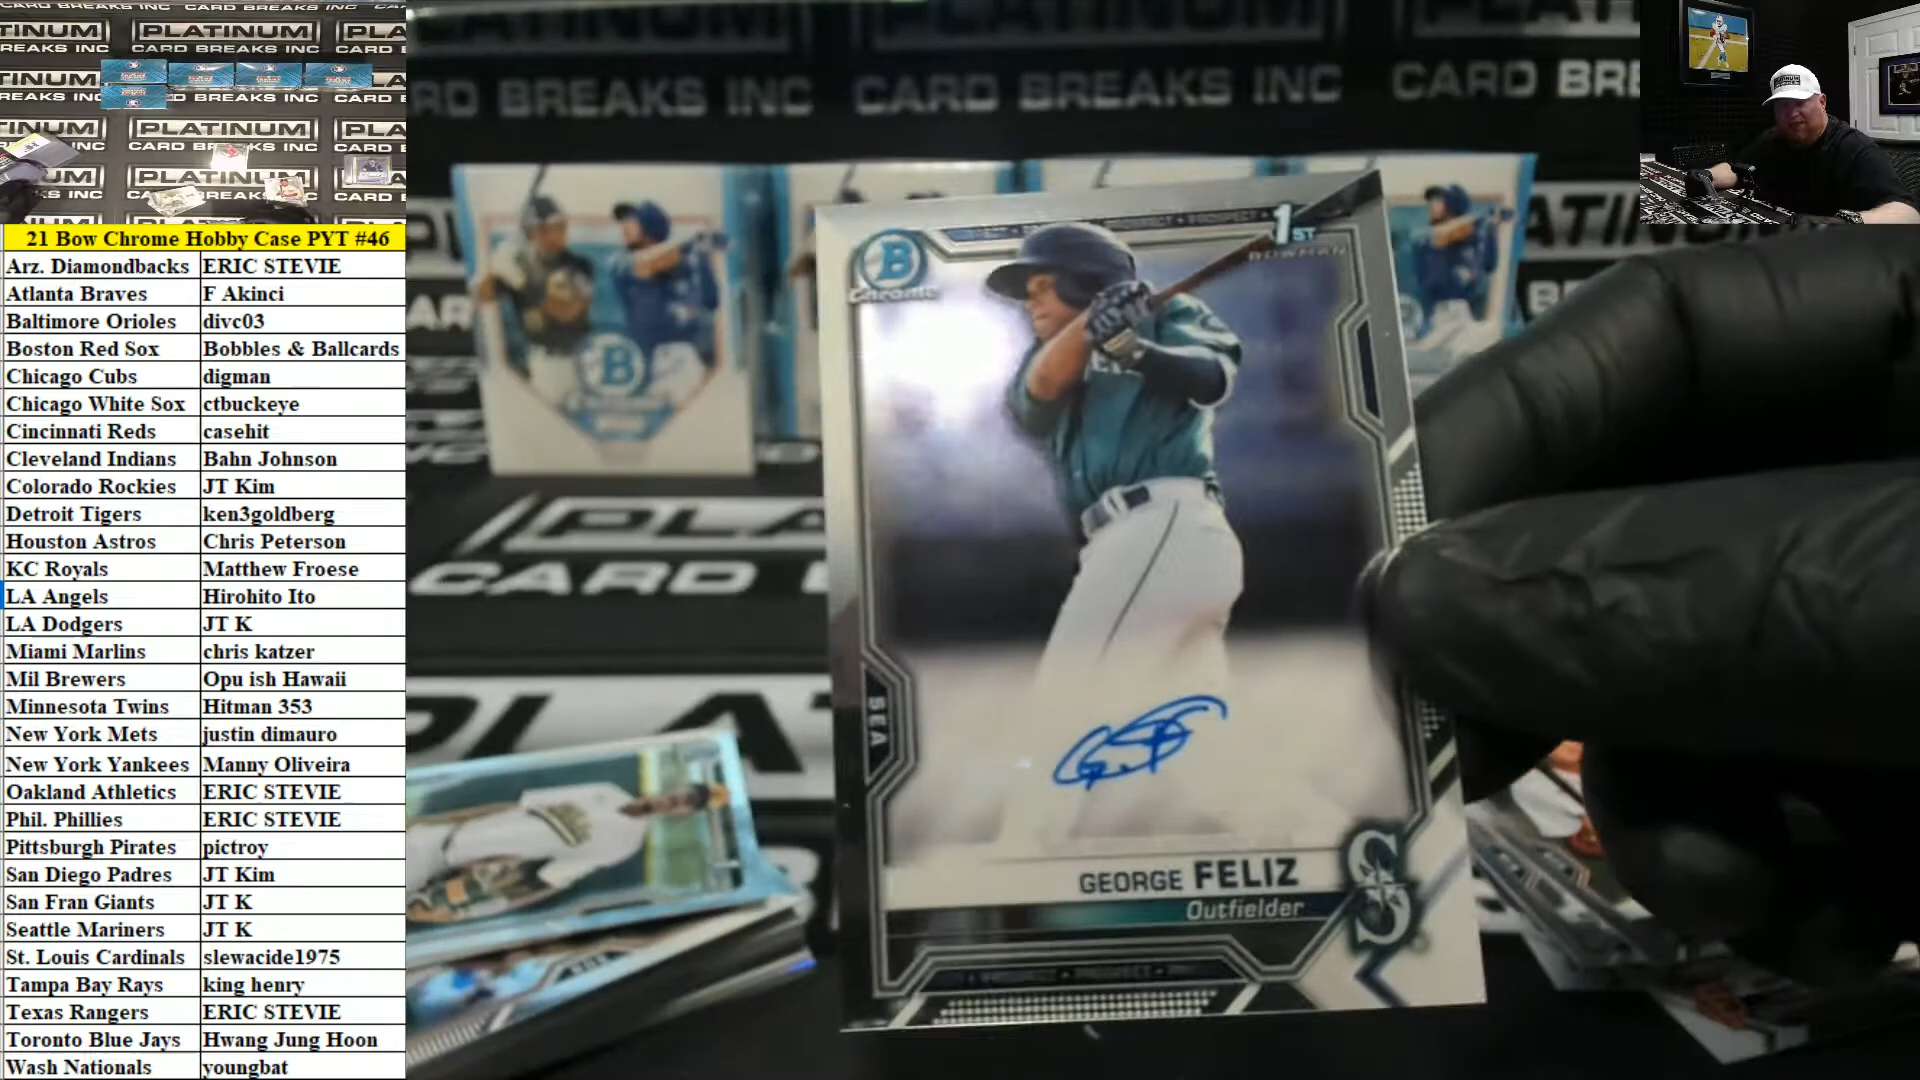 PLATINUM
CARD BREAKS INC
21 Bow Chrome Hobby Case PYT #46
Arz. Diamondbacks ERIC STEVIE
Atlanta Braves F Akinci
Baltimore Orioles divc03
Boston Red Sox Bobbles & Ballcards
Chicago Cubs digman
Chicago White Sox ctbuckeye
Cincinnati Reds casehit
Cleveland Indians Bahn Johnson
Colorado Rockies JT Kim
Detroit Tigers ken3goldberg
Houston Astros Chris Peterson
KC Royals Matthew Froese
LA Angels Hirohito Ito
LA Dodgers JT K
Miami Marlins chris katzer
Mil Brewers Opu ish Hawaii
Minnesota Twins Hitman 353
New York Mets justin dimauro
New York Yankees Manny Oliveira
Oakland Athletics ERIC STEVIE
Phil. Phillies ERIC STEVIE
Pittsburgh Pirates pictroy
San Diego Padres JT Kim
San Fran Giants JT K
Seattle Mariners JT K
St. Louis Cardinals slewacide1975
Tampa Bay Rays king henry
Texas Rangers ERIC STEVIE
Toronto Blue Jays Hwang Jung Hoon
Wash Nationals youngbat
CARD BREAKS INC
B
Chrome
1ST
BOWMAN
SEA
GEORGE FELIZ
Outfielder
S